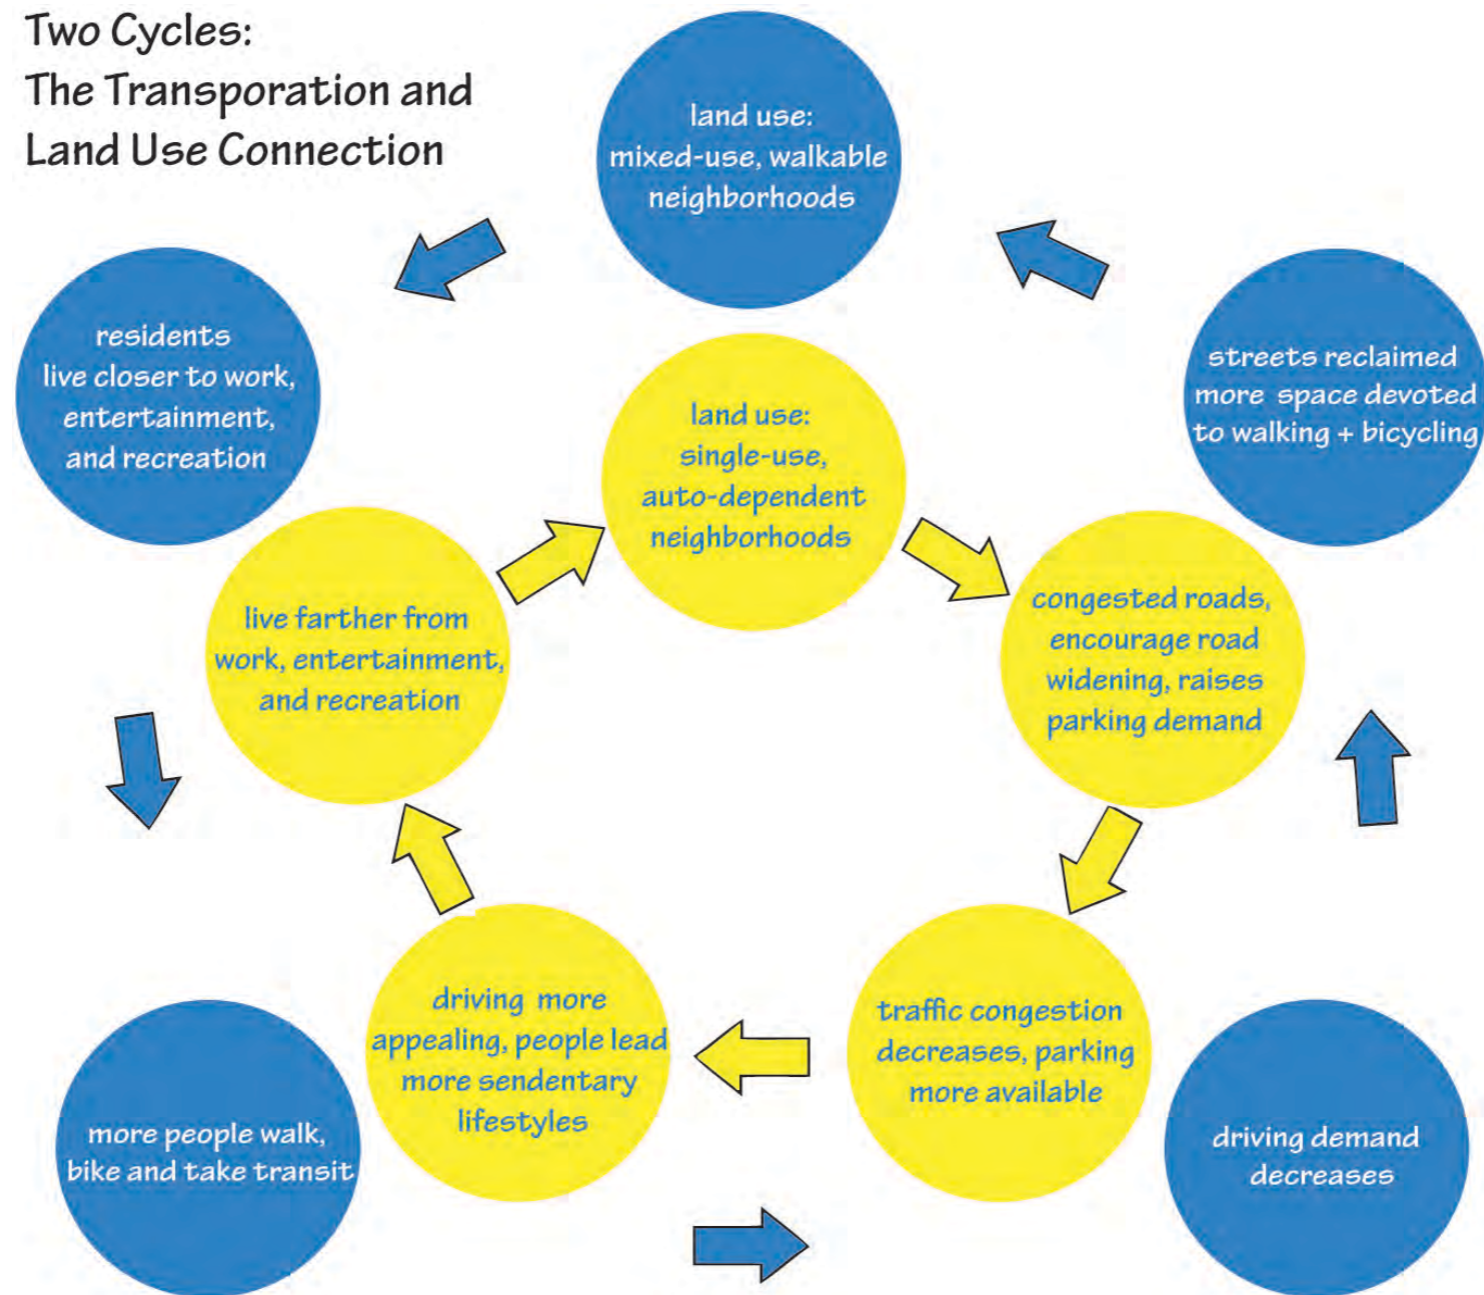 Two Cycles:
The Transporation and
Land Use Connection
land use:
mixed-use, walkable
neighborhoods
residents
live closer to work,
entertainment,
and recreation
streets reclaimed
more space devoted
to walking + bicycling
land use:
single-use,
auto-dependent
neighborhoods
live farther from
work, entertainment,
and recreation
congested roads,
encourage road
widening, raises
parking demand
driving more
appealing, people lead
more sendentary
lifestyles
traffic congestion
decreases, parking
more available
more people walk,
bike and take transit
driving demand
decreases